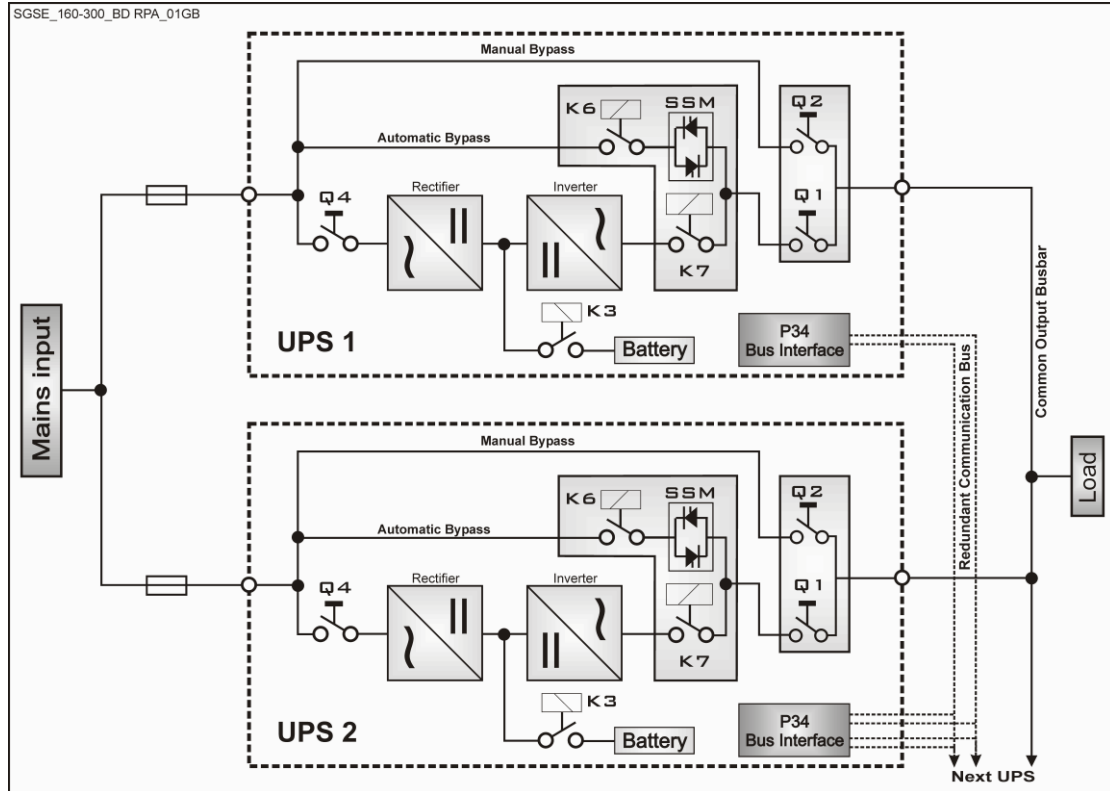 SGSE_160-300_BD RPA_01GB
Manual Bypass
K6
SSM
Q2
Automatic Bypass
Q4
Rectifier
Inverter
Q1
K7
K3
UPS 1
Battery
P34
Bus Interface
Mains input
Common Output Busbar
Redundant Communication Bus
Load
Manual Bypass
K6
SSM
Q2
Automatic Bypass
Q4
Rectifier
Inverter
Q1
K7
K3
UPS 2
Battery
P34
Bus Interface
Next UPS